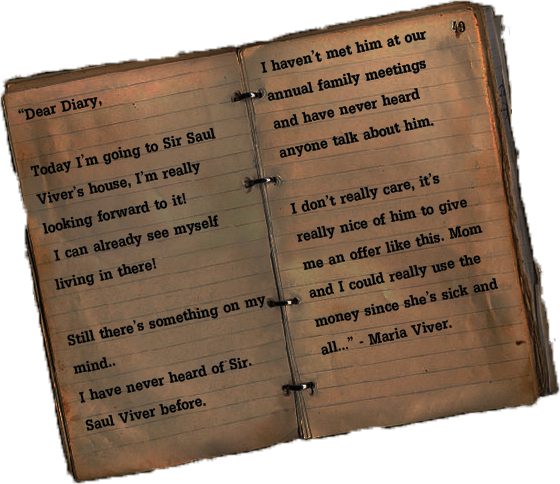 “Dear Diary,
Today I’m going to Sir Saul
Viver’s house, I’m really
looking forward to it!
I can already see myself
living in there!
Still there’s something on my
mind..
I have never heard of Sir.
Saul Viver before.
49
I haven’t met him at our
annual family meetings
and have never heard
anyone talk about him.
I don’t really care, it’s
really nice of him to give
me an offer like this. Mom
and I could really use the
money since she’s sick and
all...” - Maria Viver.